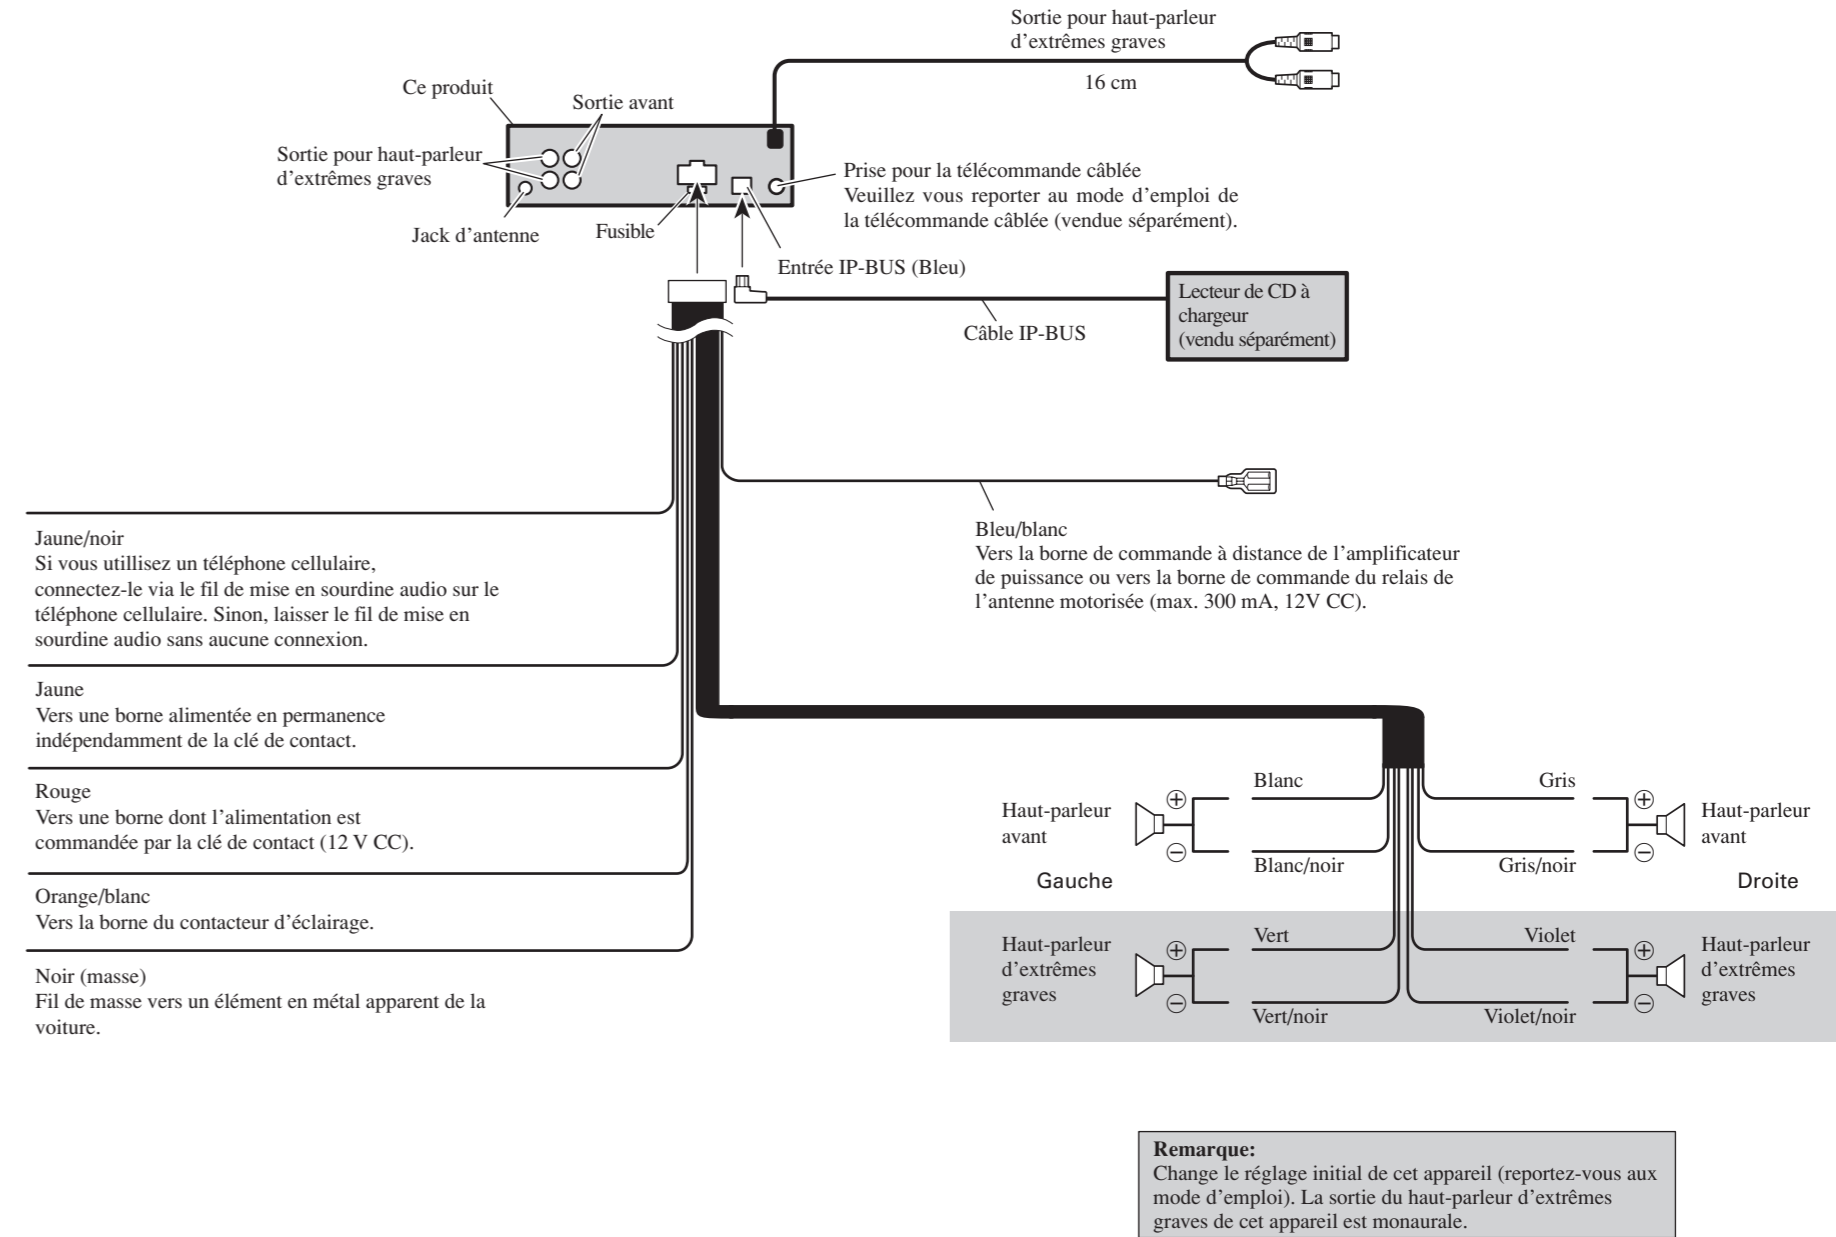 Sortie pour haut-parleur
d'extrêmes graves
16 cm
Ce produit
Sortie avant
Sortie pour haut-parleur
d'extrêmes graves
Jack d'antenne
Fusible
Prise pour la télécommande câblée
Veuillez vous reporter au mode d'emploi de
la télécommande câblée (vendue séparément).
Entrée IP-BUS (Bleu)
Câble IP-BUS
Lecteur de CD à
chargeur
(vendu séparément)
Jaune/noir
Si vous utilisez un téléphone cellulaire,
connectez-le via le fil de mise en sourdine audio sur le
téléphone cellulaire. Sinon, laisser le fil de mise en
sourdine audio sans aucune connexion.
Bleu/blanc
Vers la borne de commande à distance de l'amplificateur
de puissance ou vers la borne de commande du relais de
l'antenne motorisée (max. 300 mA, 12V CC).
Jaune
Vers une borne alimentée en permanence
indépendamment de la clé de contact.
Rouge
Vers une borne dont l'alimentation est
commandée par la clé de contact (12 V CC).
Orange/blanc
Vers la borne du contacteur d'éclairage.
Noir (masse)
Fil de masse vers un élément en métal apparent de la
voiture.
Haut-parleur
avant
⊕
⊖
Blanc
Blanc/noir
Gauche
Gris
Gris/noir
⊕
⊖
Haut-parleur
avant
Droite
Haut-parleur
d'extrêmes
graves
⊕
⊖
Vert
Vert/noir
Violet
Violet/noir
⊕
⊖
Haut-parleur
d'extrêmes
graves
Remarque:
Change le réglage initial de cet appareil (reportez-vous aux
mode d'emploi). La sortie du haut-parleur d'extrêmes
graves de cet appareil est monaurale.